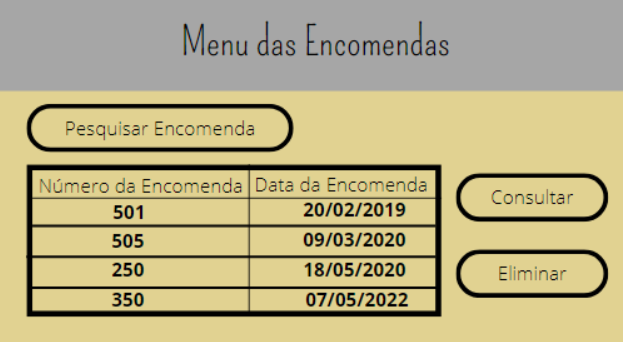 Menu das Encomendas
Pesquisar Encomenda
Número da Encomenda Data da Encomenda
501 20/02/2019
505 09/03/2020
250 18/05/2020
350 07/05/2022
Consultar
Eliminar